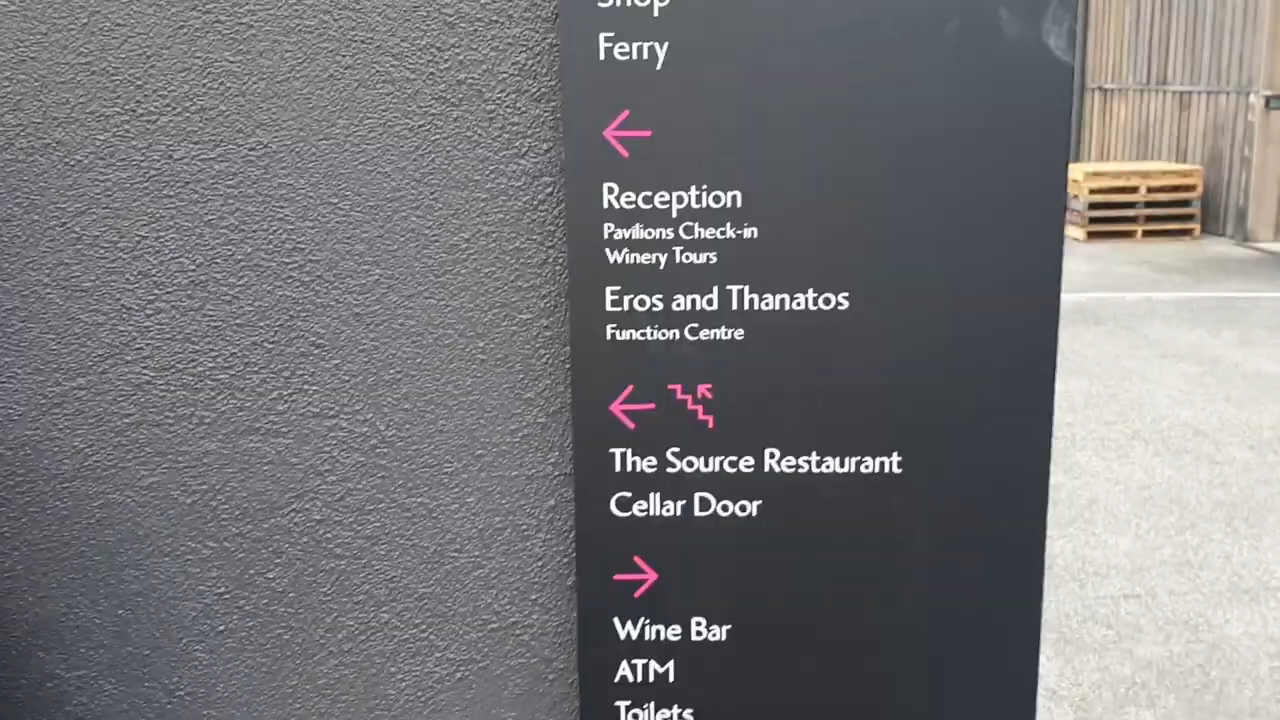 Shop
Ferry
Reception
Pavilions Check-in
Winery Tours
Eros and Thanatos
Function Centre
The Source Restaurant
Cellar Door
Wine Bar
ATM
Toilets